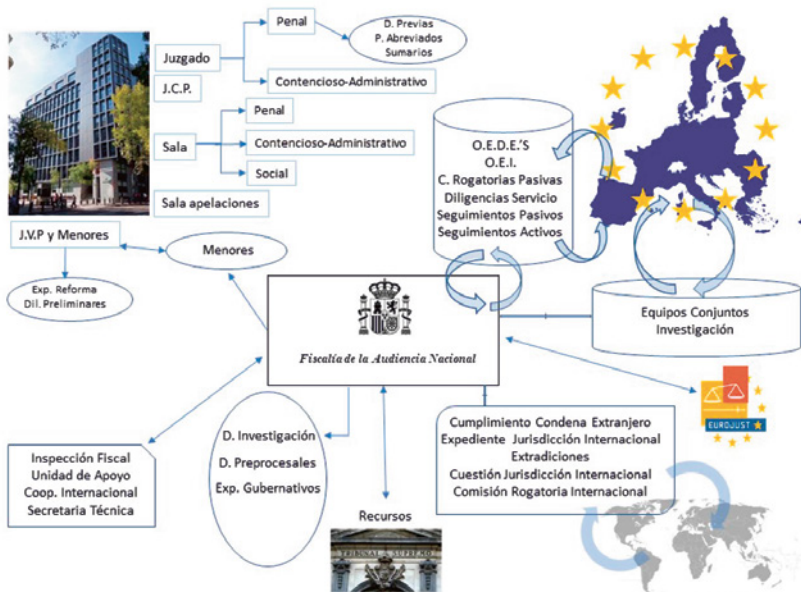 Penal
D. Previas
P. Abreviados
Sumarios
Juzgado
J.C.P.
Contencioso-Administrativo
Penal
Sala
Contencioso-Administrativo
Social
Sala apelaciones
O.E.D.E.'S
O.E.I.
C. Rogatorias Pasivas
Diligencias Servicio
Seguimientos Pasivos
Seguimientos Activos
J.V.P y Menores
Menores
Exp. Reforma
Dil. Preliminares
Equipos Conjuntos
Investigación
Fiscalía de la Audiencia Nacional
EUROJUST
D. Investigación
D. Preprocesales
Exp. Gubernativos
Cumplimiento Condena Extranjero
Expediente Jurisdicción Internacional
Extradiciones
Cuestión Jurisdicción Internacional
Comisión Rogatoria Internacional
Inspección Fiscal
Unidad de Apoyo
Coop. Internacional
Secretaria Técnica
Recursos
TRIBUNAL SUPREMO